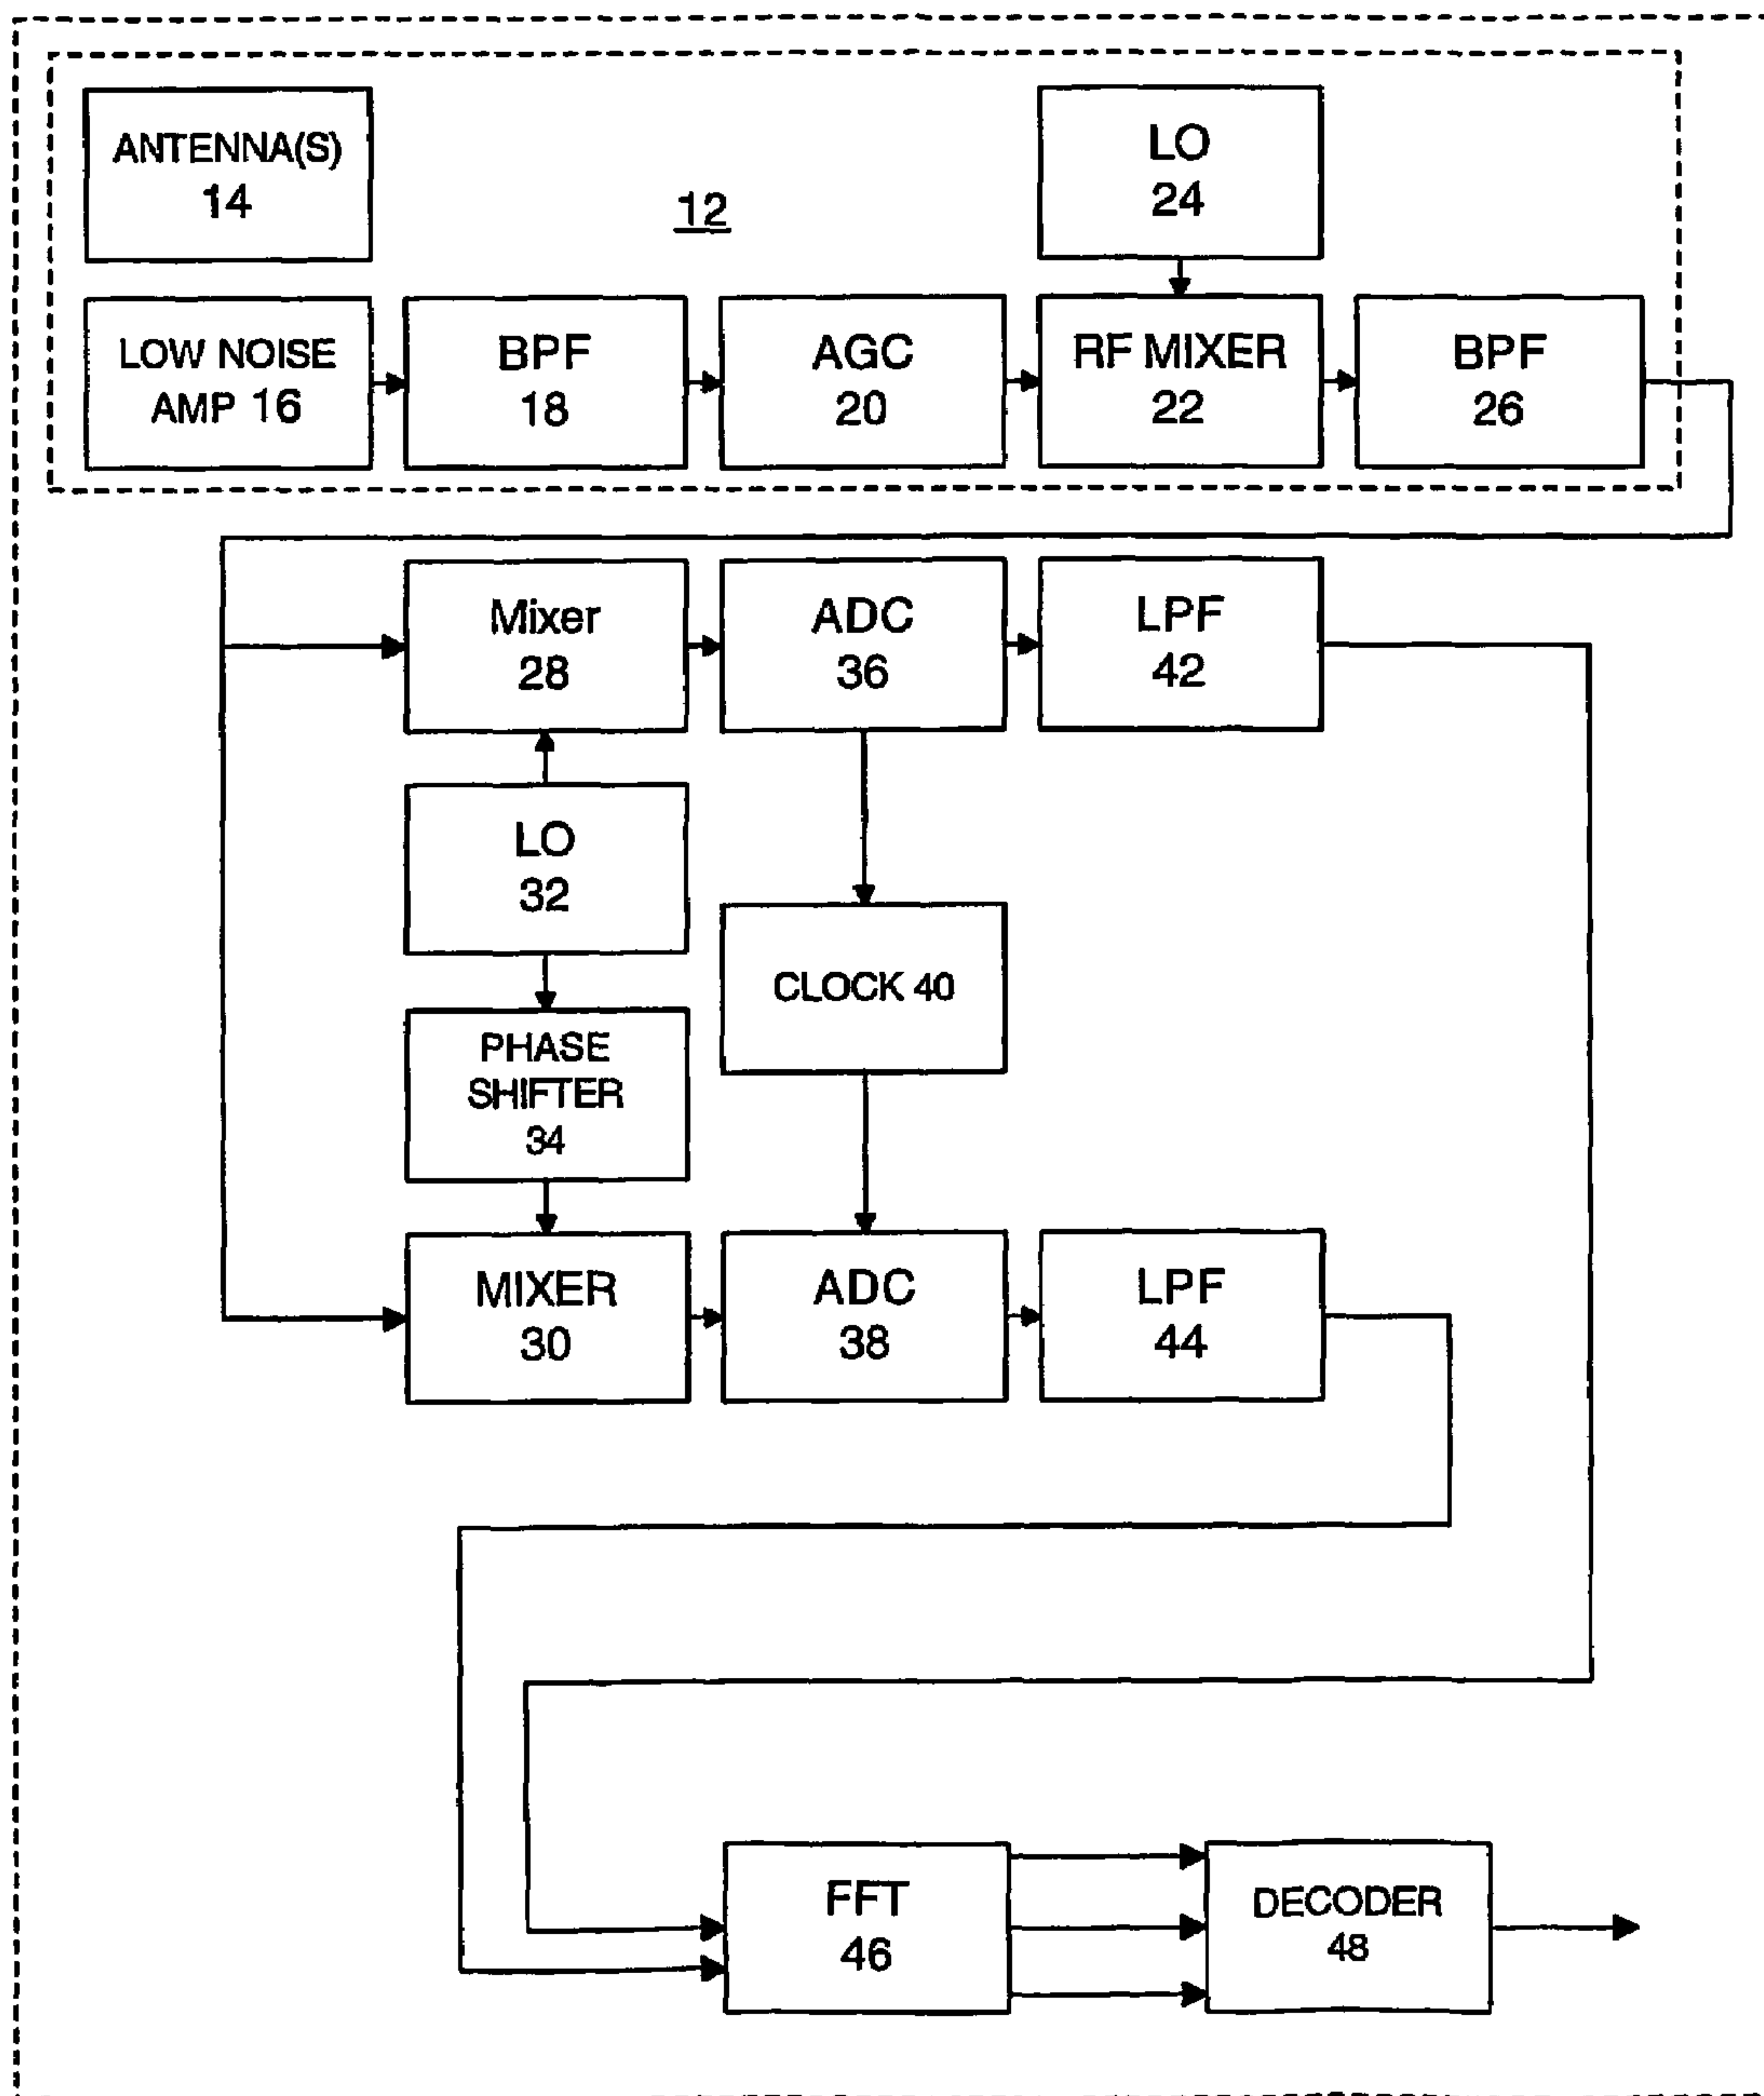 ANTENNA(S)
14
12
LO
24
LOW NOISE
AMP 16
BPF
18
AGC
20
RF MIXER
22
BPF
26
Mixer
28
ADC
36
LPF
42
LO
32
CLOCK 40
PHASE
SHIFTER
34
MIXER
30
ADC
38
LPF
44
FFT
46
DECODER
48